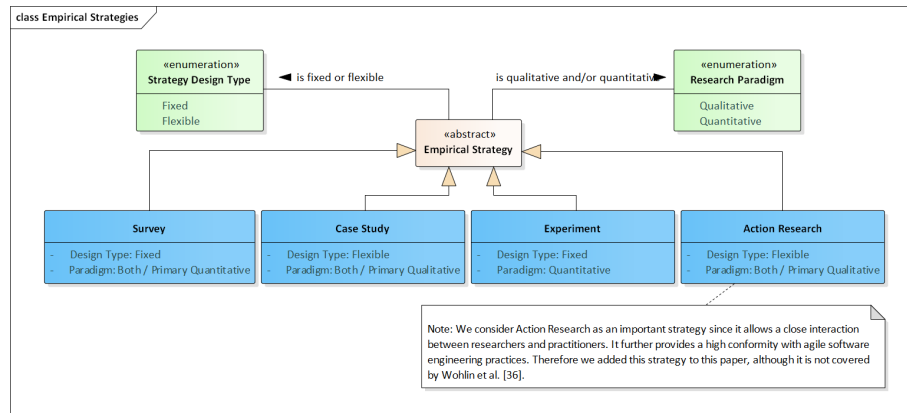 class Empirical Strategies
«enumeration»
Strategy Design Type
Fixed
Flexible
is fixed or flexible
is qualitative and/or quantitative
«enumeration»
Research Paradigm
Qualitative
Quantitative
«abstract»
Empirical Strategy
Survey
- Design Type: Fixed
- Paradigm: Both / Primary Quantitative
Case Study
- Design Type: Flexible
- Paradigm: Both / Primary Qualitative
Experiment
- Design Type: Fixed
- Paradigm: Quantitative
Action Research
- Design Type: Flexible
- Paradigm: Both / Primary Qualitative
Note: We consider Action Research as an important strategy since it allows a close interaction
between researchers and practitioners. It further provides a high conformity with agile software
engineering practices. Therefore we added this strategy to this paper, although it is not covered
by Wohlin et al. [36].